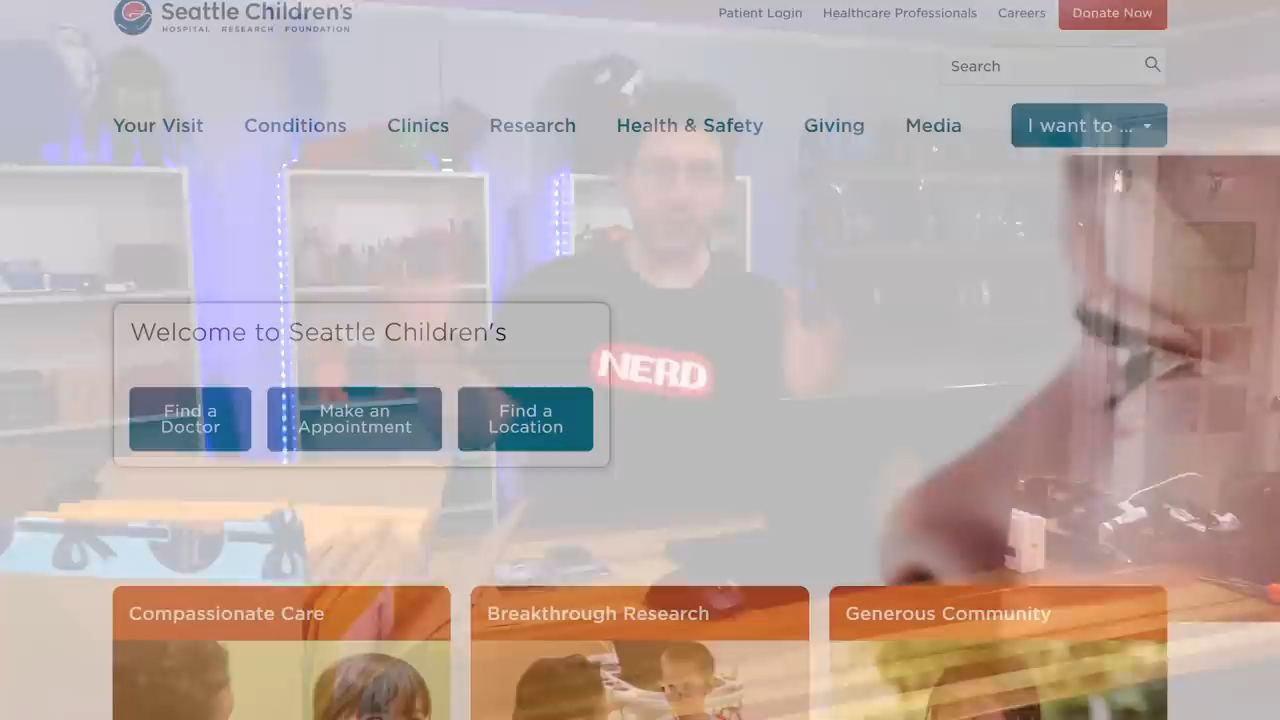 Seattle Children's
HOSPITAL RESEARCH FOUNDATION
Patient Login Healthcare Professionals Careers Donate Now
Search
Your Visit Conditions Clinics Research Health & Safety Giving Media I want to ...
Welcome to Seattle Children's
Find a Doctor
Make an Appointment
Find a Location
NERD
Compassionate Care Breakthrough Research Generous Community